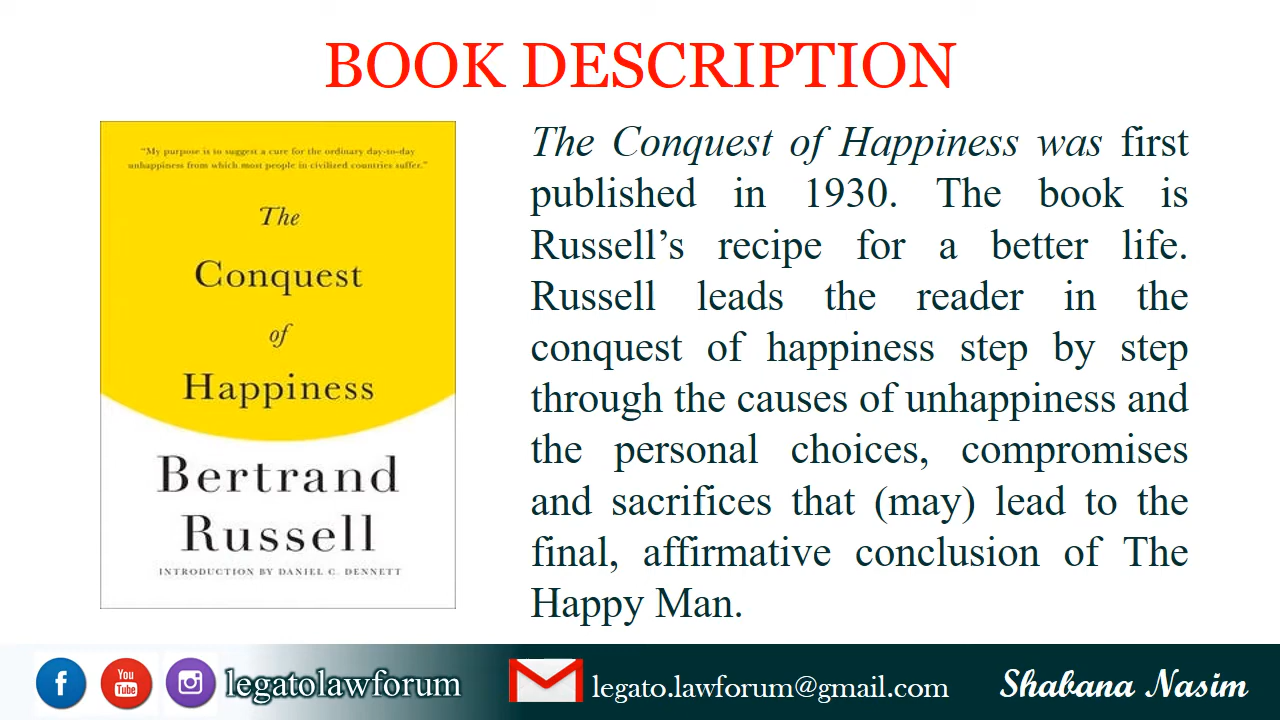 BOOK DESCRIPTION
"My purpose is to suggest a cure for the ordinary day-to-day
unhappiness from which most people in civilized countries suffer."
The
Conquest
of
Happiness
Bertrand
Russell
INTRODUCTION BY DANIEL C. DENNETT
The Conquest of Happiness was first
published in 1930. The book is
Russell’s recipe for a better life.
Russell leads the reader in the
conquest of happiness step by step
through the causes of unhappiness and
the personal choices, compromises
and sacrifices that (may) lead to the
final, affirmative conclusion of The
Happy Man.
f
You
Tube
legatolawforum
legato.lawforum@gmail.com
Shabana Nasim